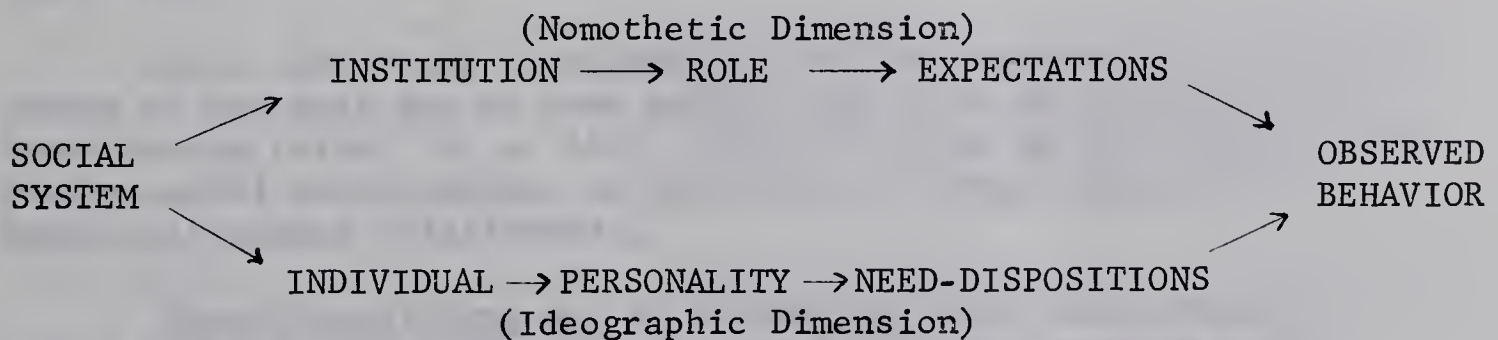 (Nomothetic Dimension)
INSTITUTION → ROLE → EXPECTATIONS
SOCIAL
SYSTEM
OBSERVED
BEHAVIOR
INDIVIDUAL → PERSONALITY → NEED-DISPOSITIONS
(Ideographic Dimension)